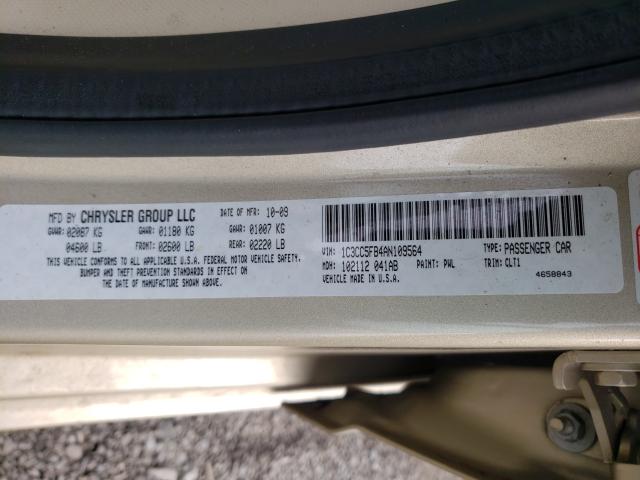 MFD BY CHRYSLER GROUP LLC
DATE OF MFR: 10-09
GVWR: 02087 KG GAWR: 01180 KG GAWR: 01007 KG
04600 LB FRONT: 02600 LB REAR: 02220 LB
THIS VEHICLE CONFORMS TO ALL APPLICABLE U.S.A. FEDERAL MOTOR VEHICLE SAFETY,
BUMPER AND THEFT PREVENTION STANDARDS IN EFFECT ON
THE DATE OF MANUFACTURE SHOWN ABOVE.
VIN: 1C3CC5FB4AN109564 TYPE: PASSENGER CAR
MDH: 102112 041AB PAINT: PWL TRIM: CLT1
VEHICLE MADE IN U.S.A.
4658843